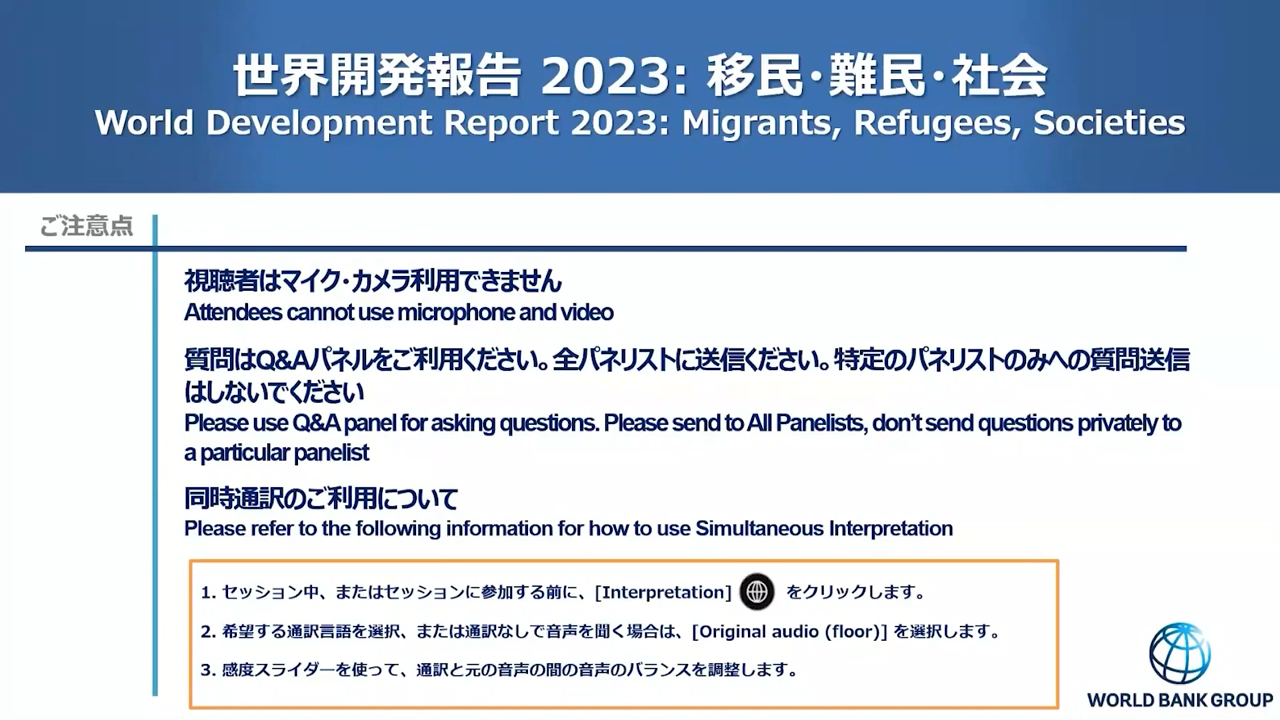 世界開発報告 2023: 移民・難民・社会
World Development Report 2023: Migrants, Refugees, Societies
ご注意点
視聴者はマイク・カメラ利用できません
Attendees cannot use microphone and video
質問はQ&Aパネルをご利用ください。全パネリストに送信ください。特定のパネリストのみへの質問送信
はしないでください
Please use Q&A panel for asking questions. Please send to All Panelists, don’t send questions privately to
a particular panelist
同時通訳のご利用について
Please refer to the following information for how to use Simultaneous Interpretation
1. セッション中、またはセッションに参加する前に、[Interpretation] をクリックします。
2. 希望する通訳言語を選択、または通訳なしで音声を聞く場合は、[Original audio (floor)] を選択します。
3. 感度スライダーを使って、通訳と元の音声の間の音声のバランスを調整します。
WORLD BANK GROUP